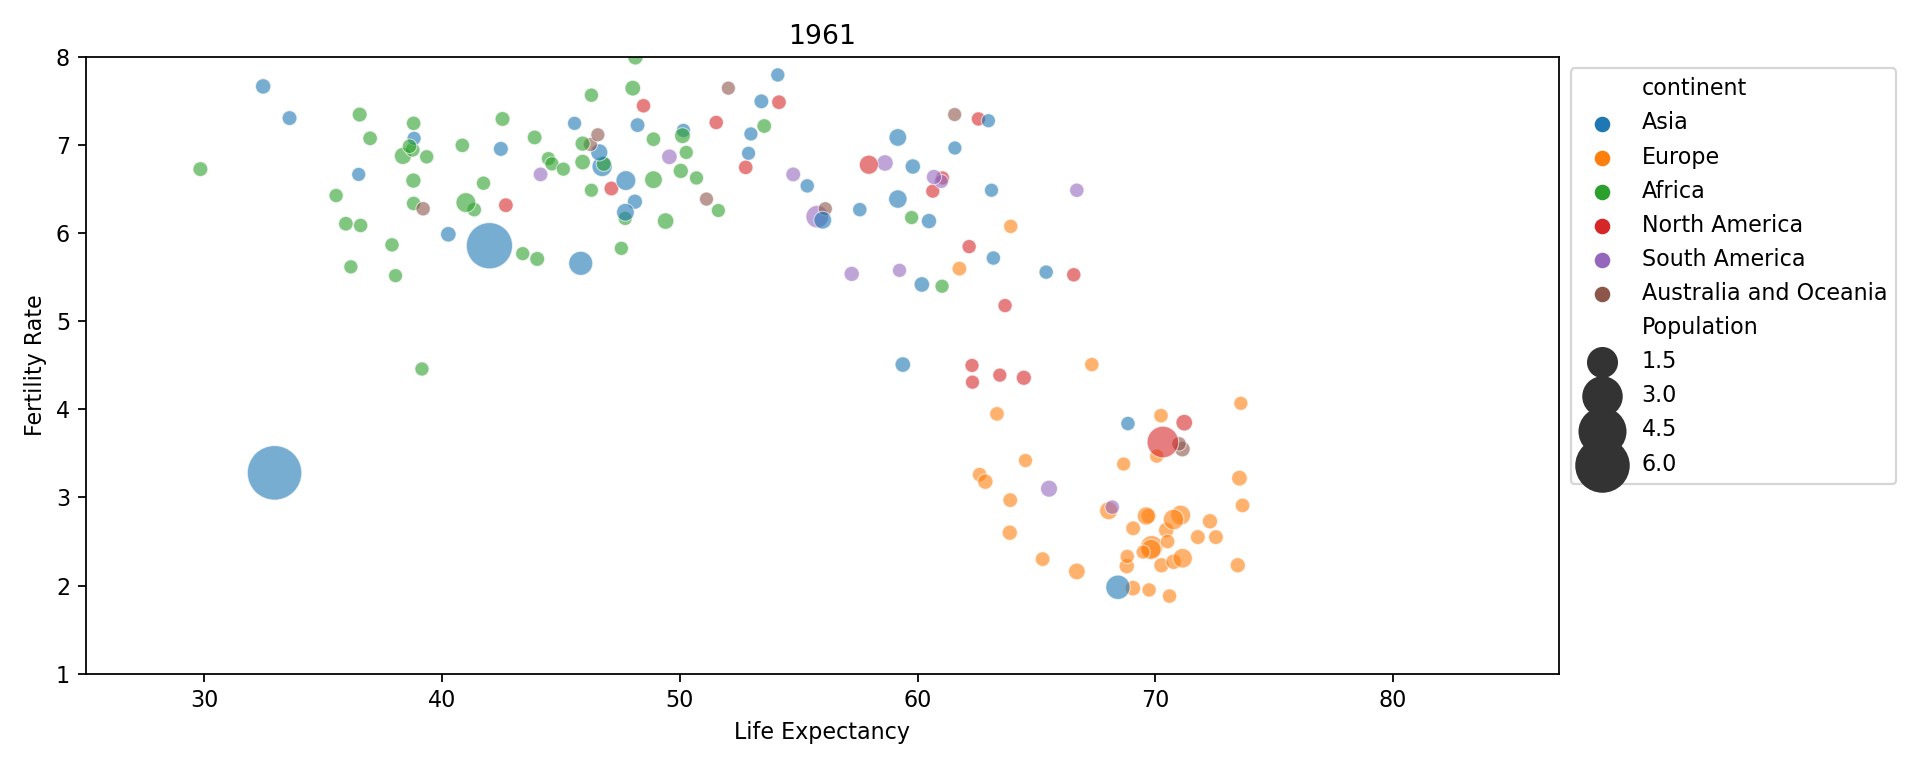 1961
8
7
6
5
4
3
2
1
Fertility Rate
30 40 50 60 70 80
Life Expectancy
continent
Asia
Europe
Africa
North America
South America
Australia and Oceania
Population
1.5
3.0
4.5
6.0